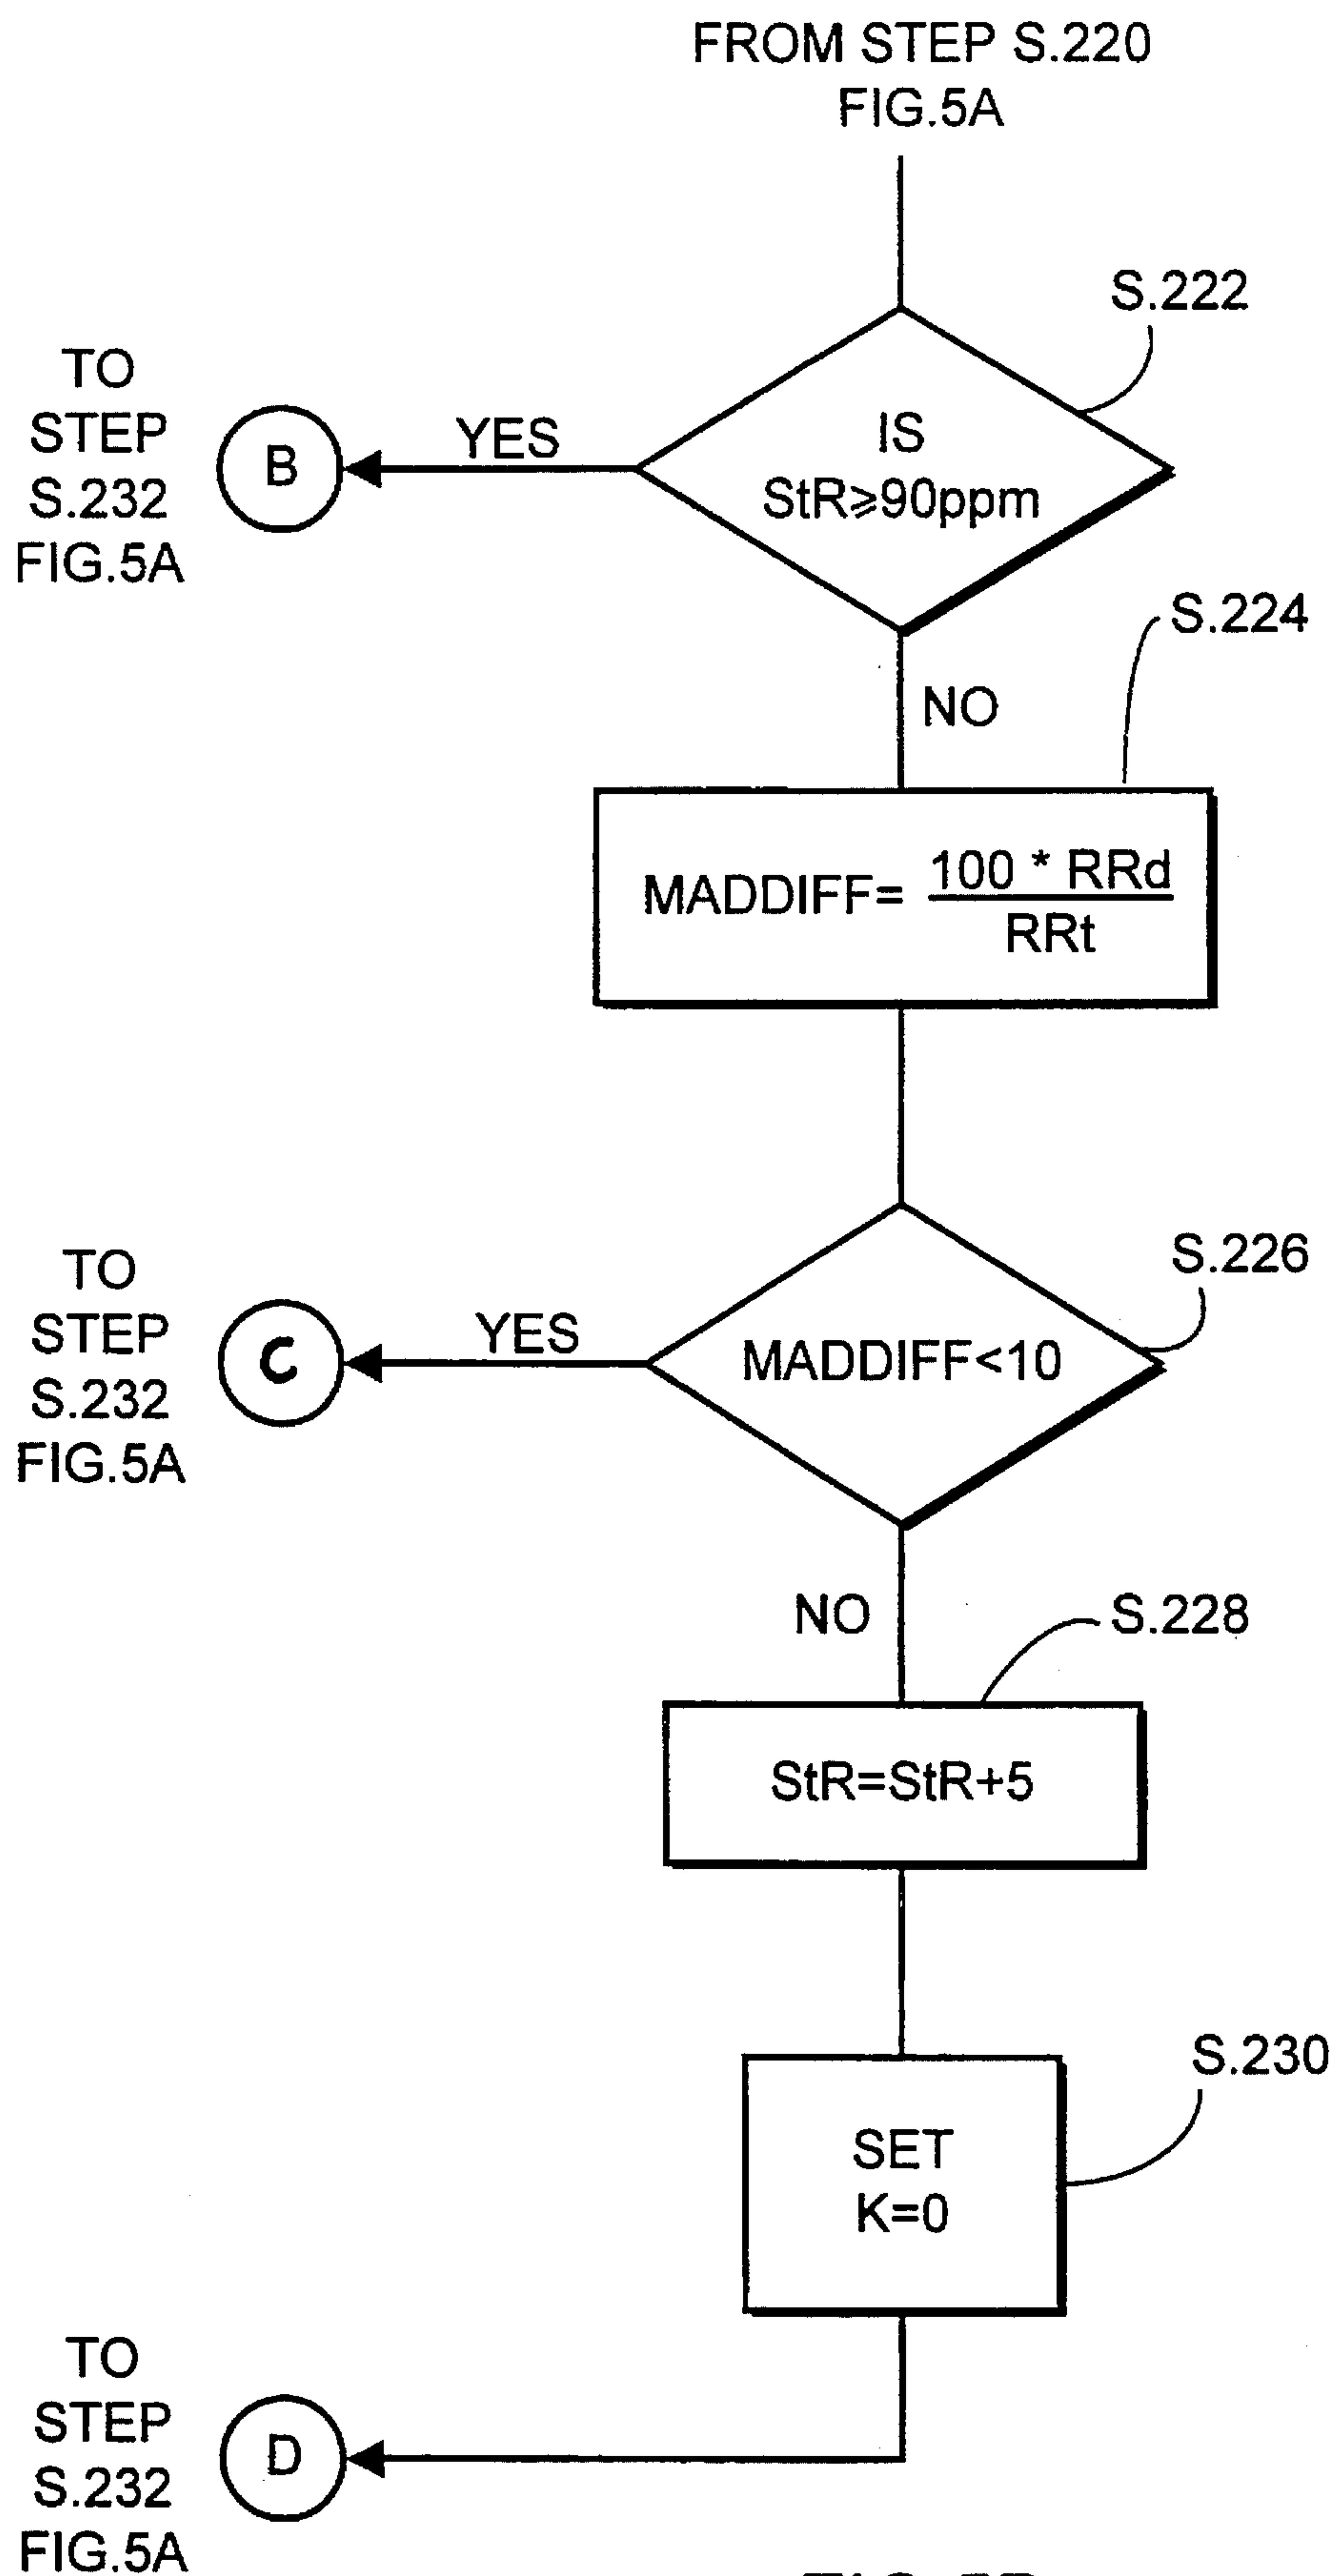 FROM STEP S.220
FIG.5A
S.222
TO
STEP
S.232
FIG.5A
B
YES
IS
StR⩾90ppm
S.224
NO
MADDIFF= 100 * RRd
RRt
S.226
TO
STEP
S.232
FIG.5A
C
YES
MADDIFF<10
NO
S.228
StR=StR+5
S.230
SET
K=0
TO
STEP
S.232
FIG.5A
D